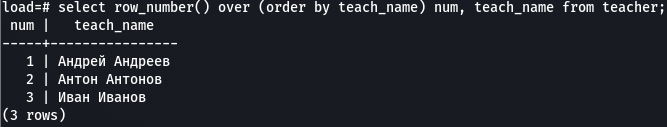 load=# select row_number() over (order by teach_name) num, teach_name from teacher;
 num |   teach_name
-----+----------------
   1 | Андрей Андреев
   2 | Антон Антонов
   3 | Иван Иванов
(3 rows)